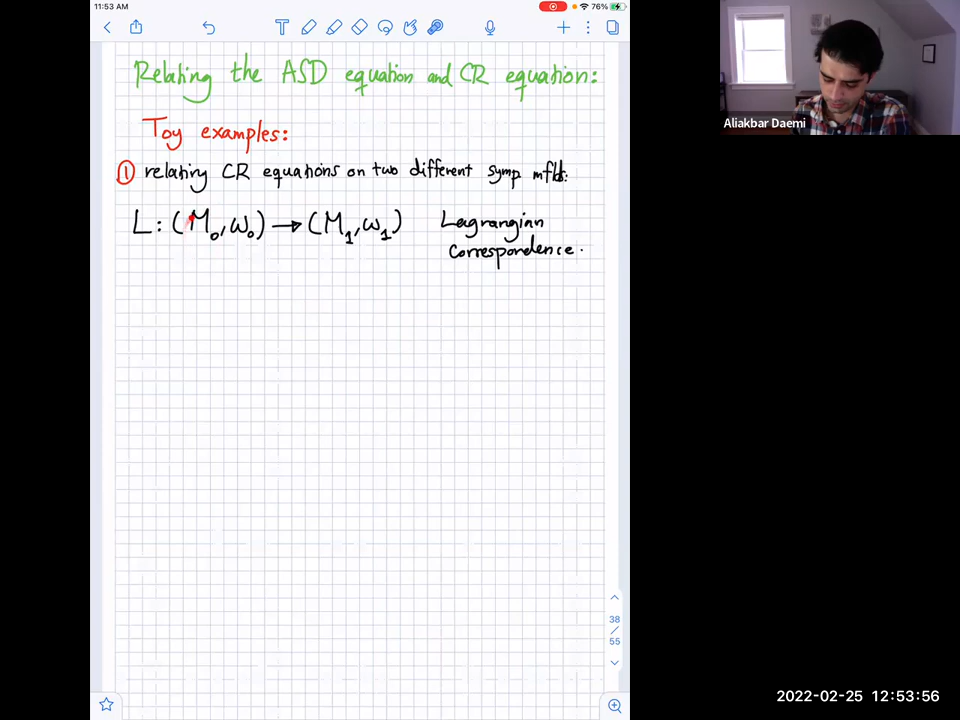 11:53 AM
76%
Relating the ASD equation and CR equation:
Toy examples:
① relating CR equations on two different symp. mfld:
L : (M₀, ω₀) → (M₁, ω₁) Lagrangian
correspondence.
Aliakbar Daemi
38
/
55
2022-02-25 12:53:56